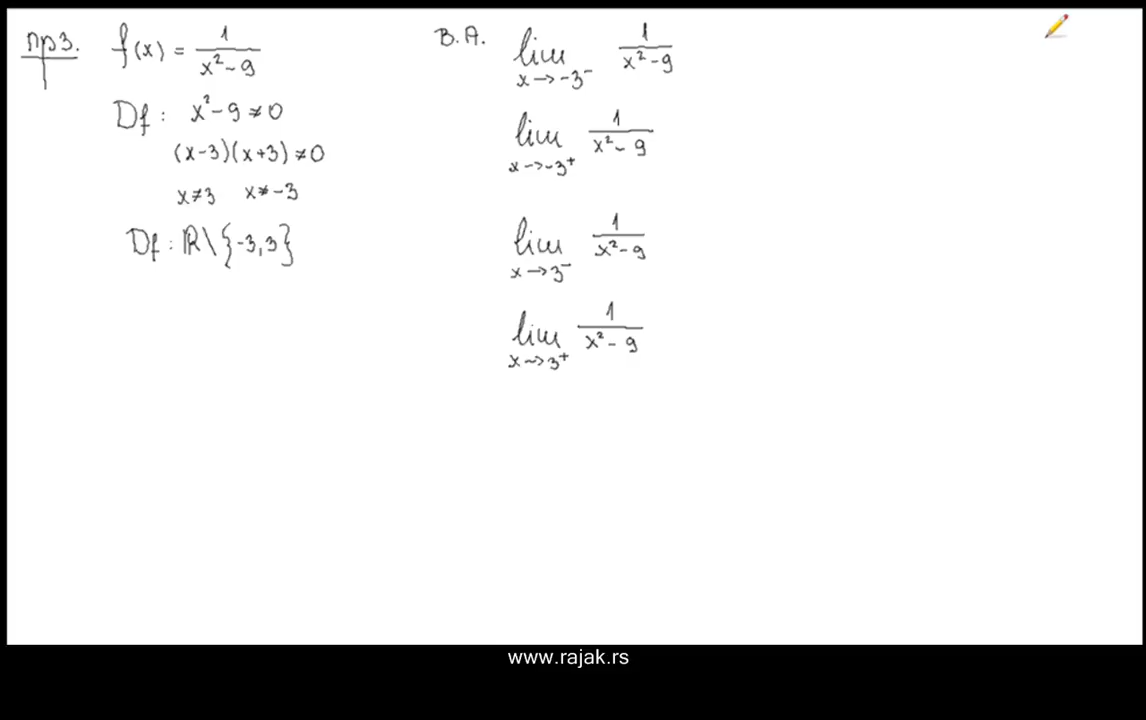 пр3. f(x) = 1/(x² - 9)
Df: x² - 9 ≠ 0
(x-3)(x+3) ≠ 0
x ≠ 3 x ≠ -3
Df: ℝ \ {-3, 3}
В.А. lim x→-3⁻ 1/(x² - 9)
lim x→-3⁺ 1/(x² - 9)
lim x→3⁻ 1/(x² - 9)
lim x→3⁺ 1/(x² - 9)
www.rajak.rs